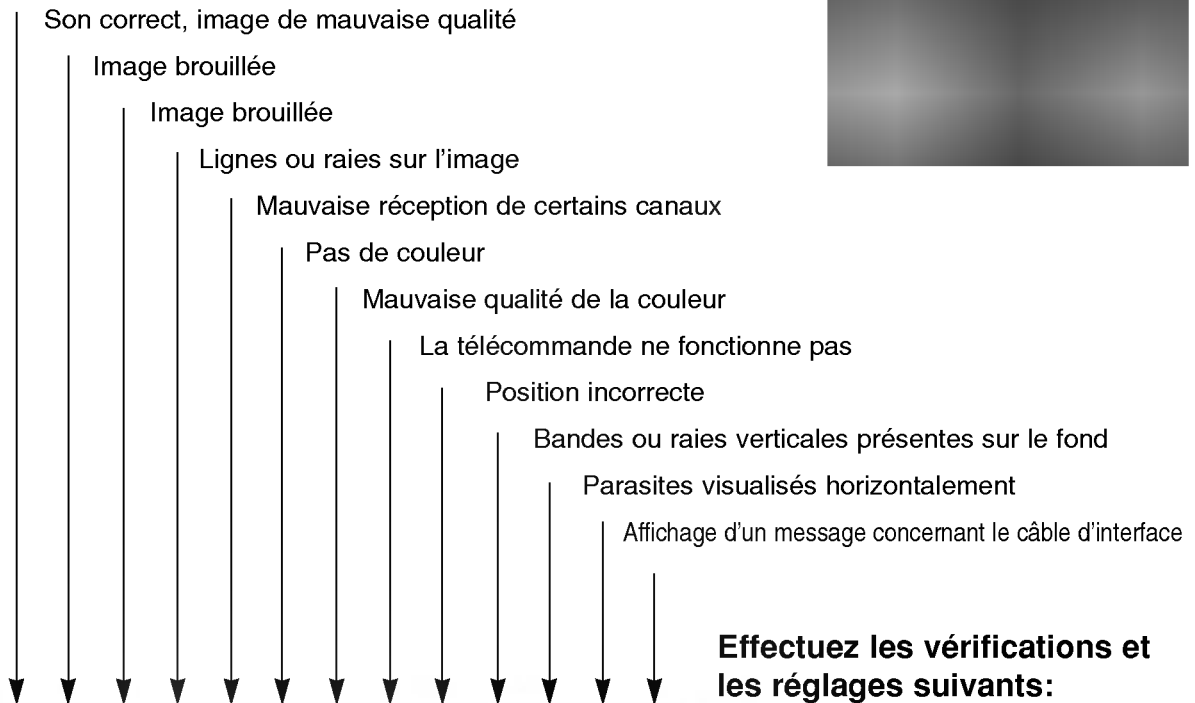 Son correct, image de mauvaise qualité
Image brouillée
Image brouillée
Lignes ou raies sur l'image
Mauvaise réception de certains canaux
Pas de couleur
Mauvaise qualité de la couleur
La télécommande ne fonctionne pas
Position incorrecte
Bandes ou raies verticales présentes sur le fond
Parasites visualisés horizontalement
Affichage d'un message concernant le câble d'interface
Effectuez les vérifications et
les réglages suivants: